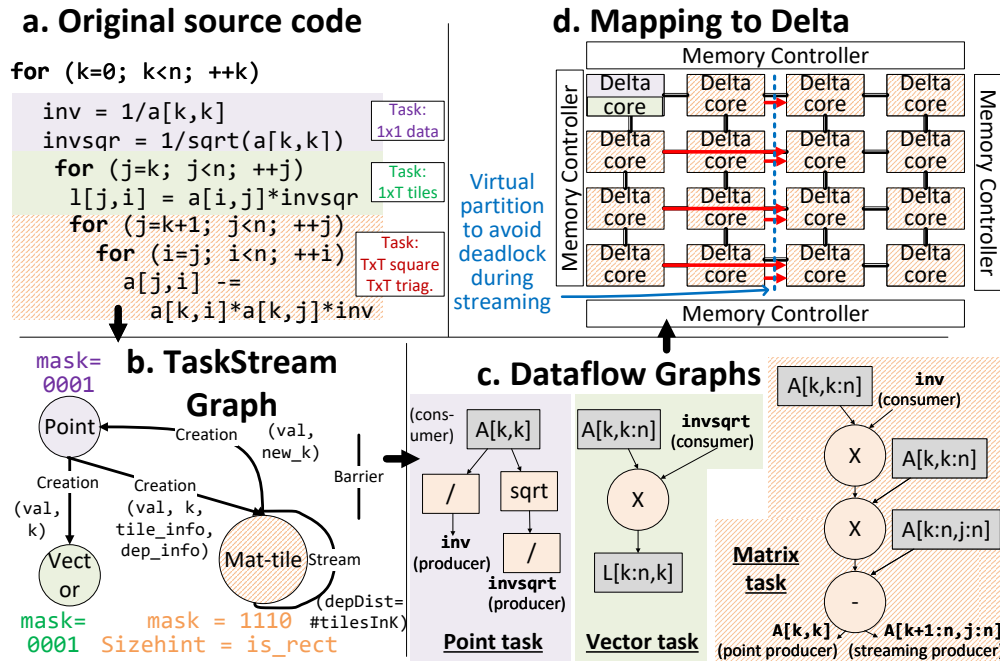 a. Original source code
for (k=0; k<n; ++k)
inv = 1/a[k,k]
invsqr = 1/sqrt(a[k,k])
for (j=k; j<n; ++j)
l[j,i] = a[i,j]*invsqr
for (j=k+1; j<n; ++j)
for (i=j; i<n; ++i)
a[j,i] -=
a[k,i]*a[k,j]*inv
Task:
1x1 data
Task:
1xT tiles
Task:
TxT square
TxT triag.
d. Mapping to Delta
Memory Controller
Memory Controller
Memory Controller
Memory Controller
Delta
core
Delta
core
Delta
core
Delta
core
Delta
core
Delta
core
Delta
core
Delta
core
Delta
core
Delta
core
Delta
core
Delta
core
Delta
core
Delta
core
Delta
core
Delta
core
Virtual
partition
to avoid
deadlock
during
streaming
b. TaskStream
Graph
mask=
0001
Point
Creation
(val,
new_k)
Creation
(val,
k)
Creation
(val, k,
tile_info,
dep_info)
Barrier
Vect
or
mask=
0001
Mat-tile
Stream
(depDist=
#tilesInK)
mask = 1110
Sizehint = is_rect
c. Dataflow Graphs
(cons-
umer)
A[k,k]
/
sqrt
inv
(producer)
/
invsqrt
(producer)
Point task
A[k,k:n]
invsqrt
(consumer)
X
L[k:n,k]
Vector task
A[k,k:n]
inv
(consumer)
X
A[k,k:n]
X
A[k:n,j:n]
-
Matrix
task
A[k,k]
(point producer)
A[k+1:n,j:n]
(streaming producer)